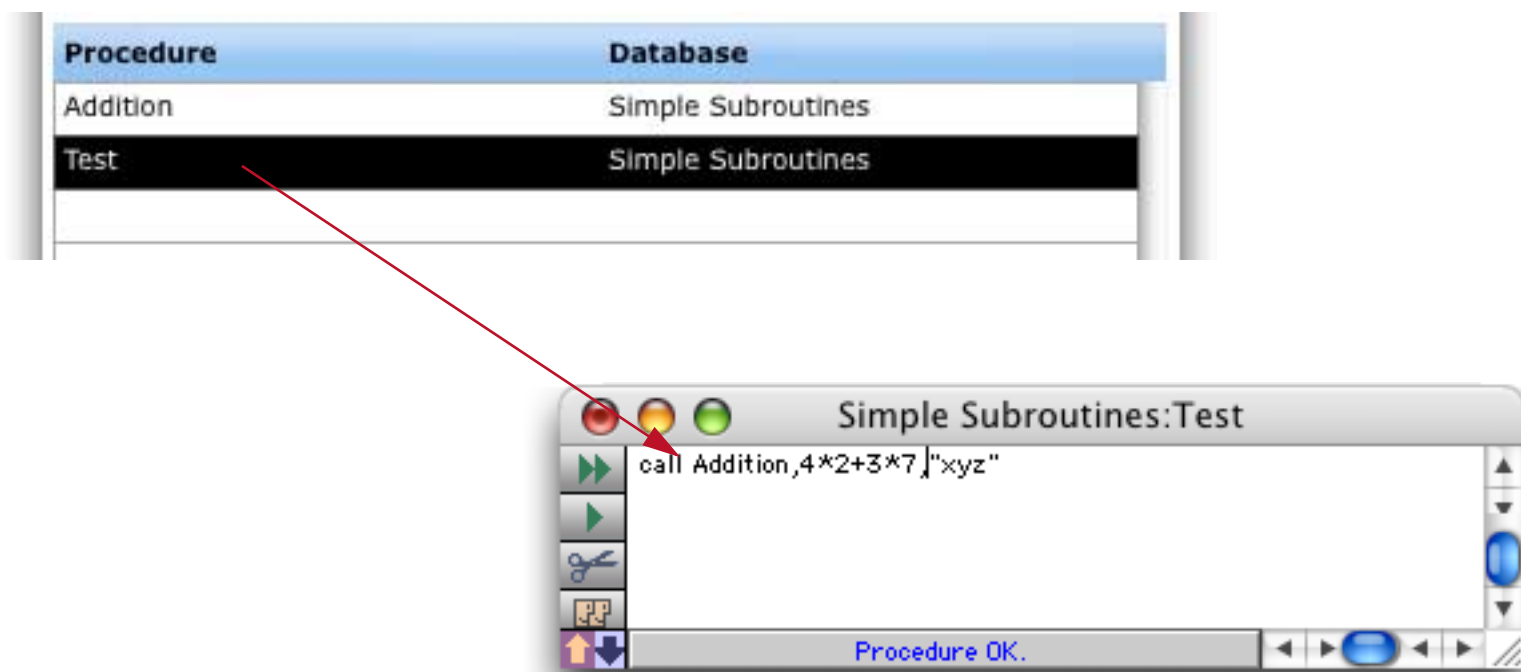 Procedure Database
Addition Simple Subroutines
Test Simple Subroutines
Simple Subroutines:Test
call Addition,4*2+3*7,"xyz"
Procedure OK.